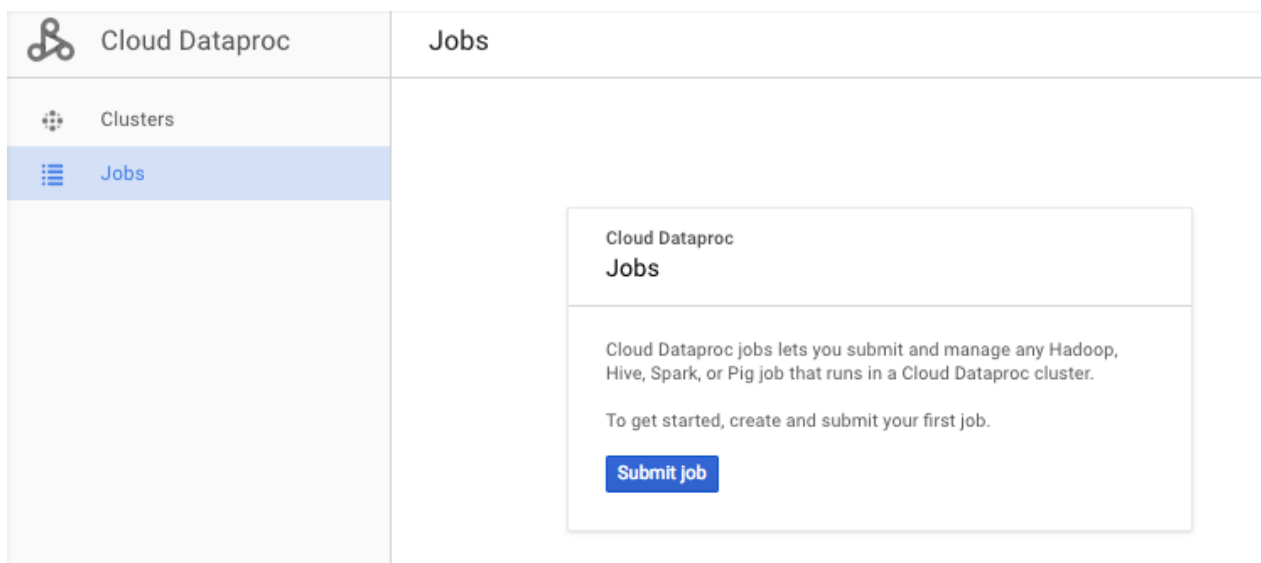 Cloud Dataproc
Jobs
Clusters
Jobs
Cloud Dataproc
Jobs
Cloud Dataproc jobs lets you submit and manage any Hadoop,
Hive, Spark, or Pig job that runs in a Cloud Dataproc cluster.
To get started, create and submit your first job.
Submit job